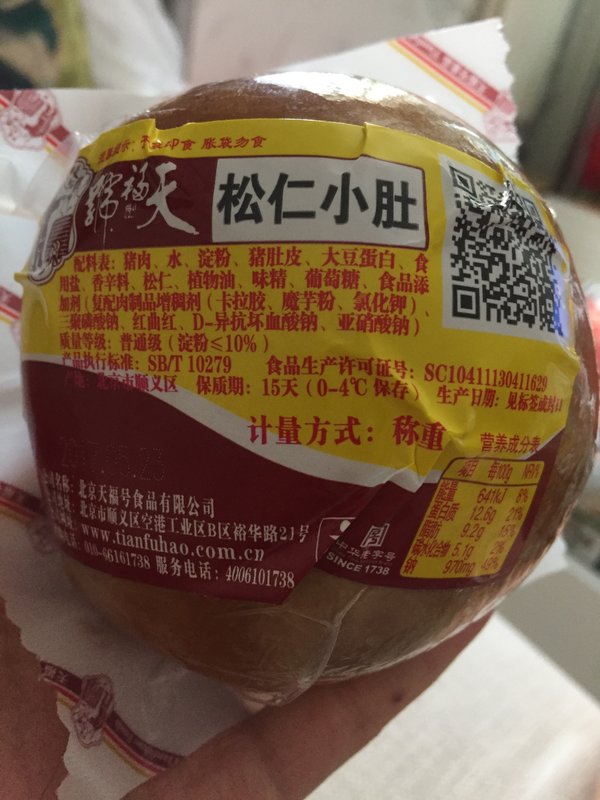 即食 胀袋勿食
天福號
松仁小肚
配料表：猪肉、水、淀粉、猪肚皮、大豆蛋白、食
用盐、香辛料、松仁、植物油、味精、葡萄糖、食品添
加剂（复配肉制品增稠剂（卡拉胶、魔芋粉、氯化钾）、
三聚磷酸钠、红曲红、D-异抗坏血酸钠、亚硝酸钠）
质量等级：普通级（淀粉≤10%）
产品执行标准：SB/T 10279 食品生产许可证号：SC10411130411629
产地：北京市顺义区 保质期：15天（0-4℃保存） 生产日期：见标签或封口
计量方式：称重
营养成分表
项目 每100g NRV%
能量 641kJ 8%
蛋白质 12.6g 21%
脂肪 9.2g 15%
碳水化合物 5.1g 2%
钠 970mg
北京天福号食品有限公司
北京市顺义区空港工业区B区裕华路21号
www.tianfuhao.com.cn
010-66161738 服务电话：4006101738
中华老字号
SINCE 1738